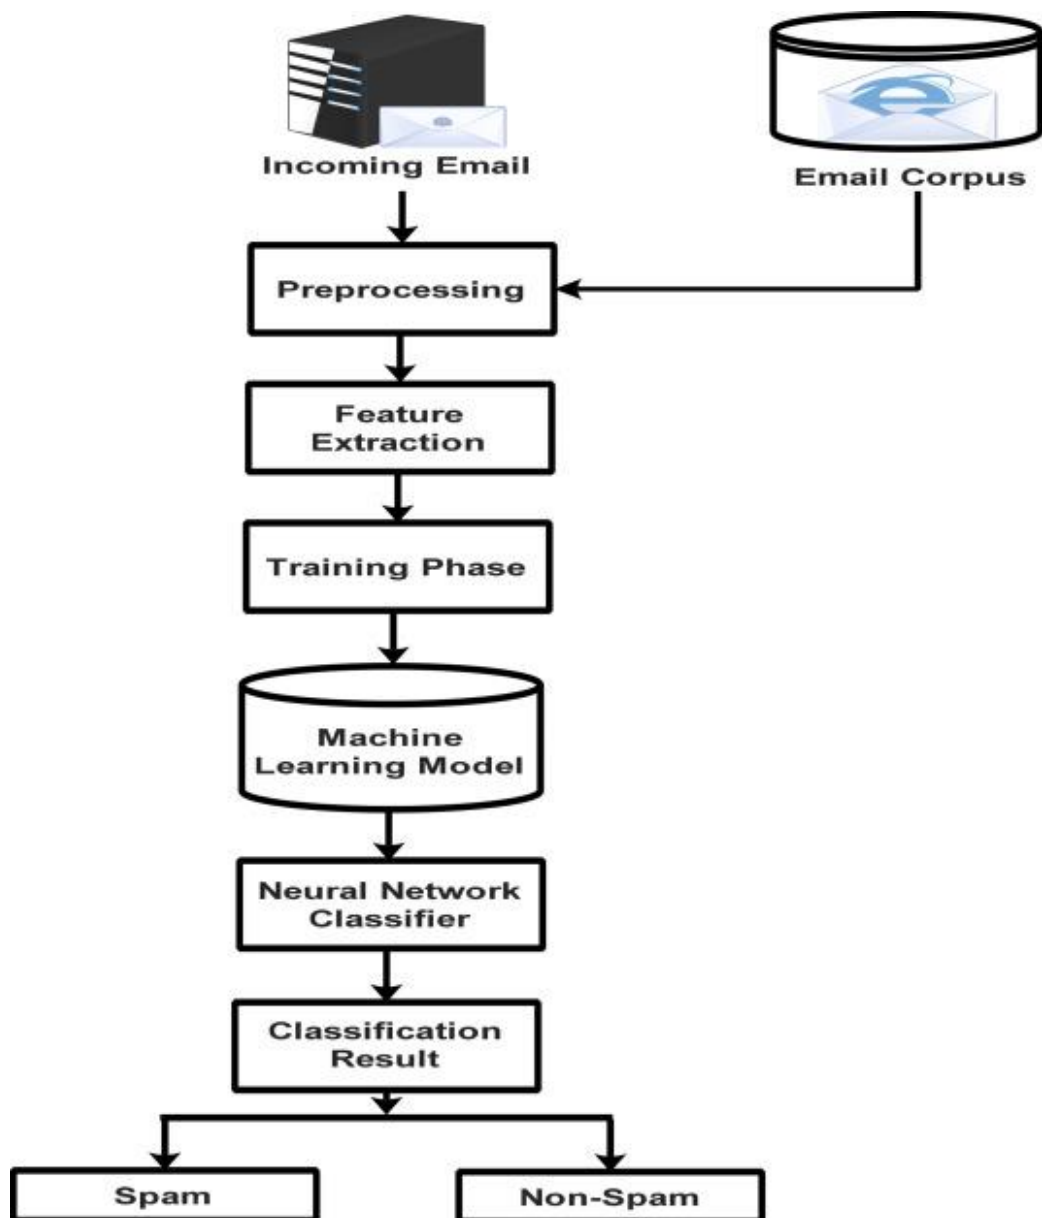 Incoming Email
Email Corpus
Preprocessing
Feature
Extraction
Training Phase
Machine
Learning Model
Neural Network
Classifier
Classification
Result
Spam
Non-Spam